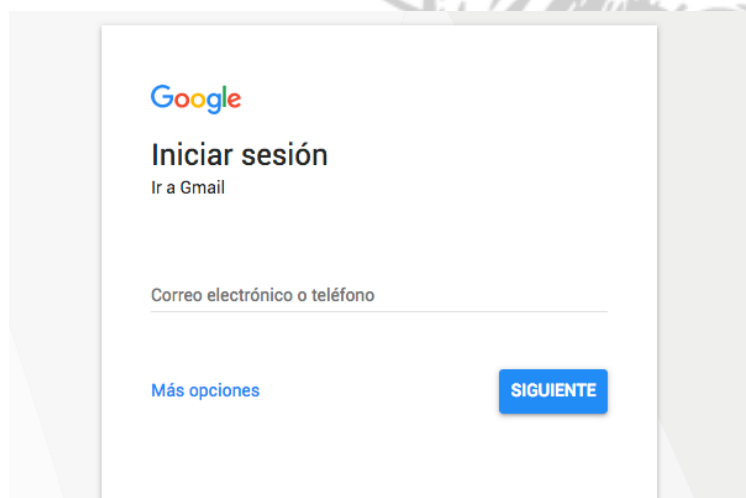 Google
Iniciar sesión
Ir a Gmail
Correo electrónico o teléfono
Más opciones
SIGUIENTE